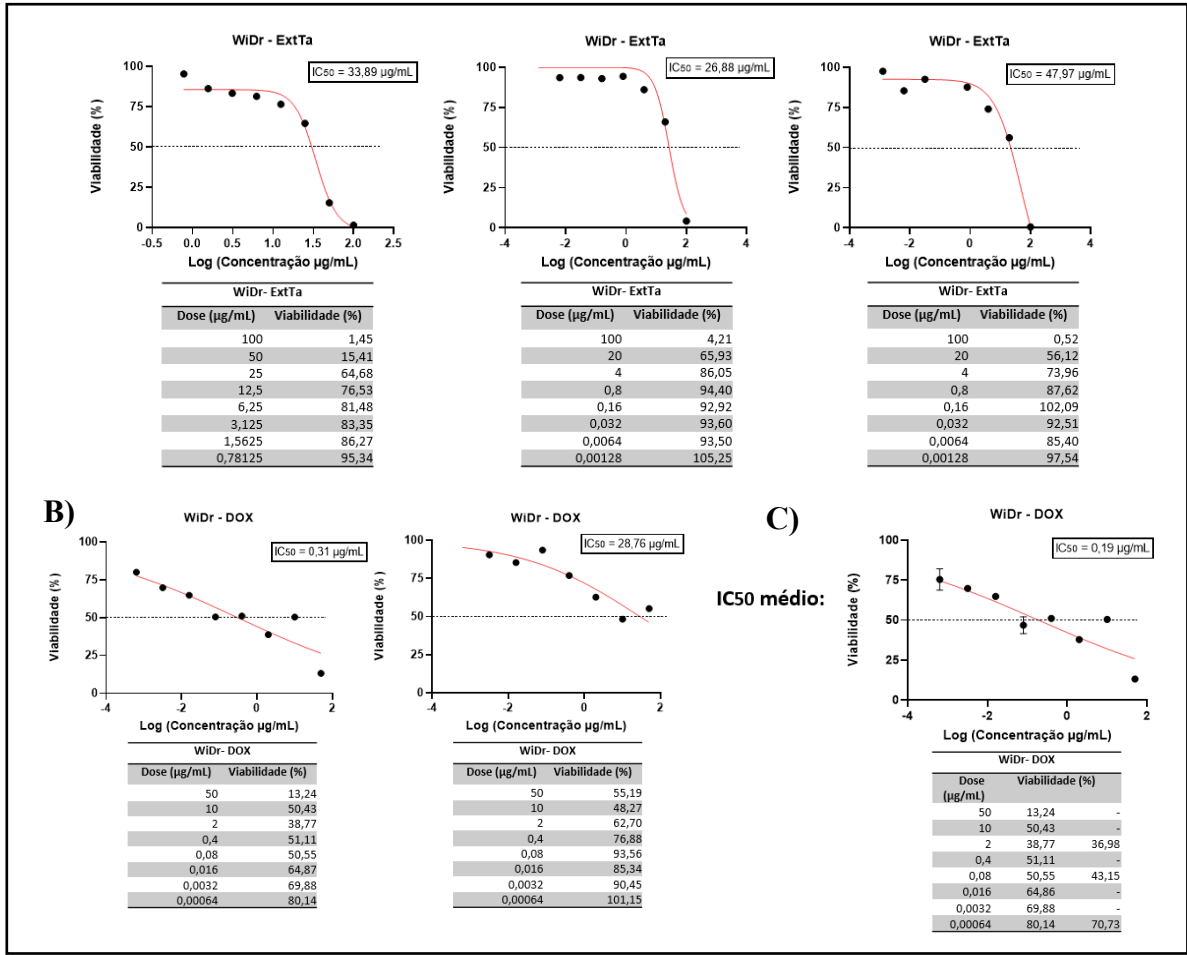 WiDr - ExtTa
IC50 = 33,89 µg/mL
Viabilidade (%)
100
75
50
25
0
-0.5 0.0 0.5 1.0 1.5 2.0 2.5
Log (Concentração µg/mL)
WiDr- ExtTa
Dose (µg/mL) Viabilidade (%)
100 1,45
50 15,41
25 64,68
12,5 76,53
6,25 81,48
3,125 83,35
1,5625 86,27
0,78125 95,34
WiDr - ExtTa
IC50 = 26,88 µg/mL
Viabilidade (%)
100
75
50
25
0
-4 -2 0 2 4
Log (Concentração µg/mL)
WiDr- ExtTa
Dose (µg/mL) Viabilidade (%)
100 4,21
20 65,93
4 86,05
0,8 94,40
0,16 92,92
0,032 93,60
0,0064 93,50
0,00128 105,25
WiDr - ExtTa
IC50 = 47,97 µg/mL
Viabilidade (%)
100
75
50
25
0
-4 -2 0 2 4
Log (Concentração µg/mL)
WiDr- ExtTa
Dose (µg/mL) Viabilidade (%)
100 0,52
20 56,12
4 73,96
0,8 87,62
0,16 102,09
0,032 92,51
0,0064 85,40
0,00128 97,54
B)
WiDr - DOX
IC50 = 0,31 µg/mL
Viabilidade (%)
100
75
50
25
0
-4 -2 0 2
Log (Concentração µg/mL)
WiDr- DOX
Dose (µg/mL) Viabilidade (%)
50 13,24
10 50,43
2 38,77
0,4 51,11
0,08 50,55
0,016 64,87
0,0032 69,88
0,00064 80,14
WiDr - DOX
IC50 = 28,76 µg/mL
Viabilidade (%)
100
75
50
25
0
-4 -2 0 2
Log (Concentração µg/mL)
WiDr- DOX
Dose (µg/mL) Viabilidade (%)
50 55,19
10 48,27
2 62,70
0,4 76,88
0,08 93,56
0,016 85,34
0,0032 90,45
0,00064 101,15
C)
IC50 médio:
WiDr - DOX
IC50 = 0,19 µg/mL
Viabilidade (%)
100
75
50
25
0
-4 -2 0 2
Log (Concentração µg/mL)
WiDr- DOX
Dose Viabilidade (%)
(µg/mL)
50 13,24 -
10 50,43 -
2 38,77 36,98
0,4 51,11 -
0,08 50,55 43,15
0,016 64,86 -
0,0032 69,88 -
0,00064 80,14 70,73